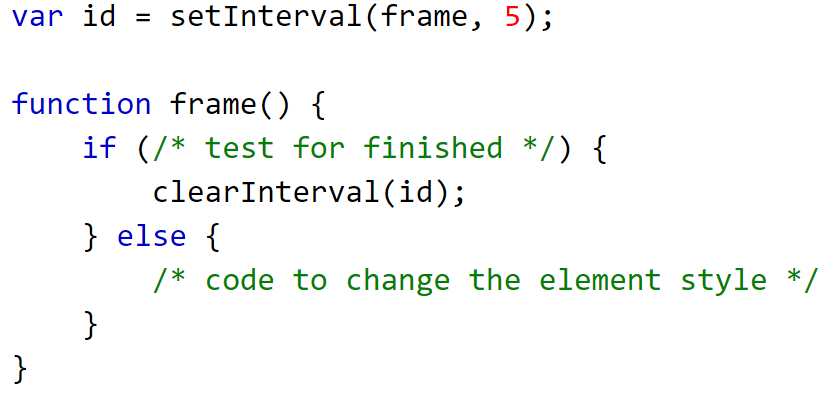 var id = setInterval(frame, 5);
function frame() {
    if (/* test for finished */) {
        clearInterval(id);
    } else {
        /* code to change the element style */
    }
}